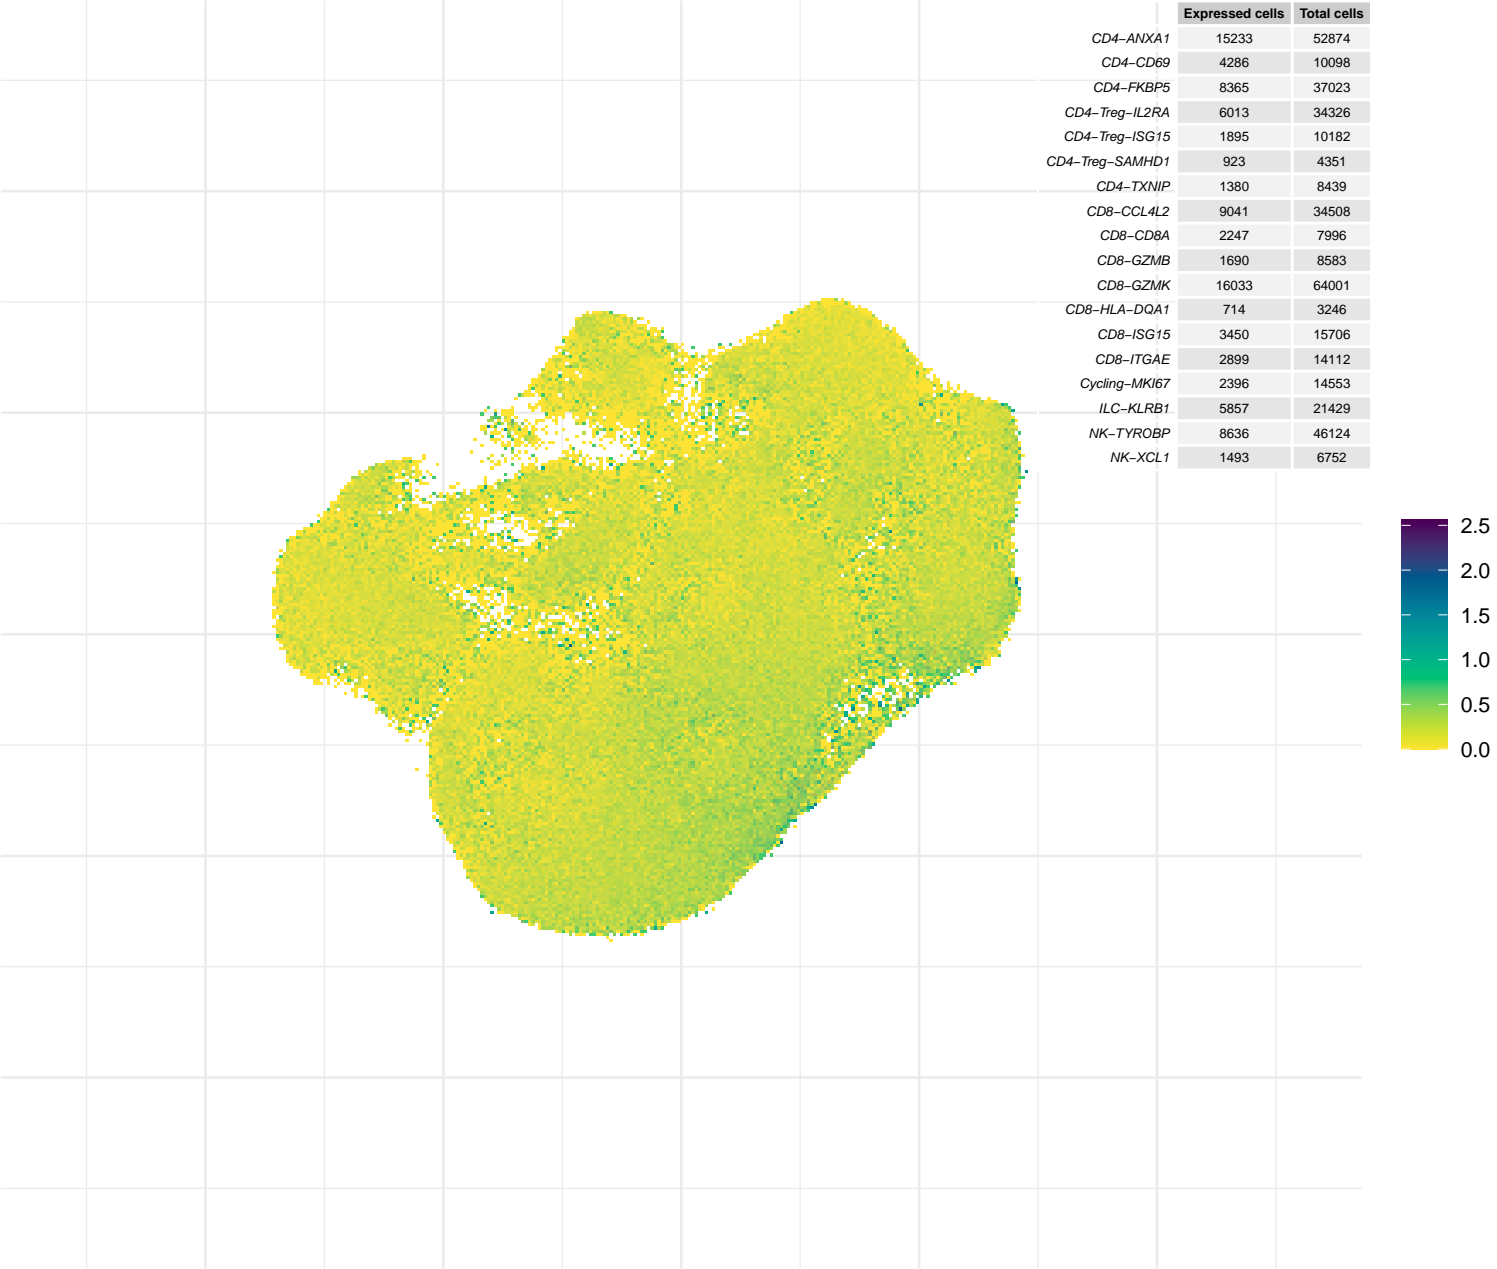 Expressed cells Total cells
CD4−ANXA1 15233 52874
CD4−CD69 4286 10098
CD4−FKBP5 8365 37023
CD4−Treg−IL2RA 6013 34326
CD4−Treg−ISG15 1895 10182
CD4−Treg−SAMHD1 923 4351
CD4−TXNIP 1380 8439
CD8−CCL4L2 9041 34508
CD8−CD8A 2247 7996
CD8−GZMB 1690 8583
CD8−GZMK 16033 64001
CD8−HLA−DQA1 714 3246
CD8−ISG15 3450 15706
CD8−ITGAE 2899 14112
Cycling−MKI67 2396 14553
ILC−KLRB1 5857 21429
NK−TYROBP 8636 46124
NK−XCL1 1493 6752
2.5
2.0
1.5
1.0
0.5
0.0